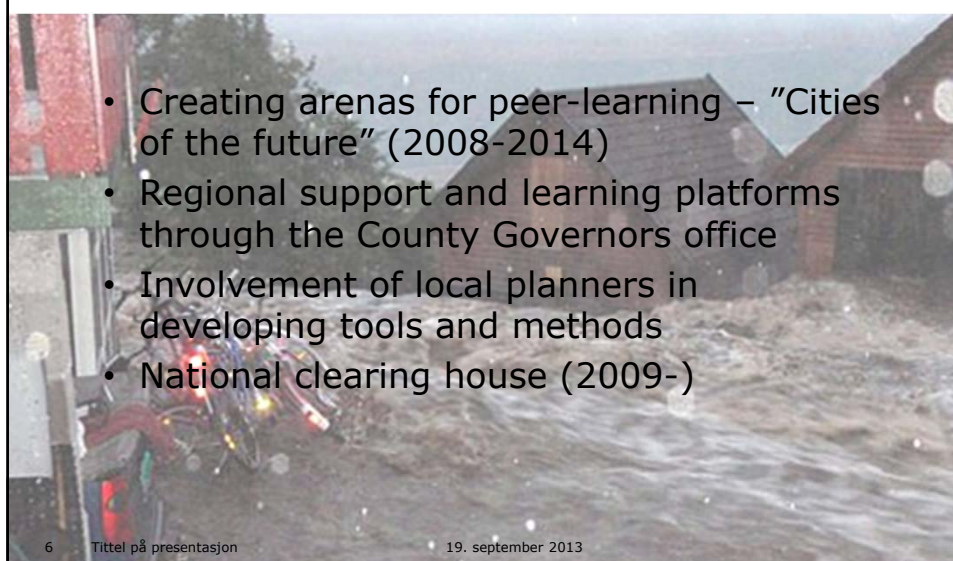 • Creating arenas for peer-learning – ”Cities
of the future” (2008-2014)
• Regional support and learning platforms
through the County Governors office
• Involvement of local planners in
developing tools and methods
• National clearing house (2009-)
6 Tittel på presentasjon 19. september 2013